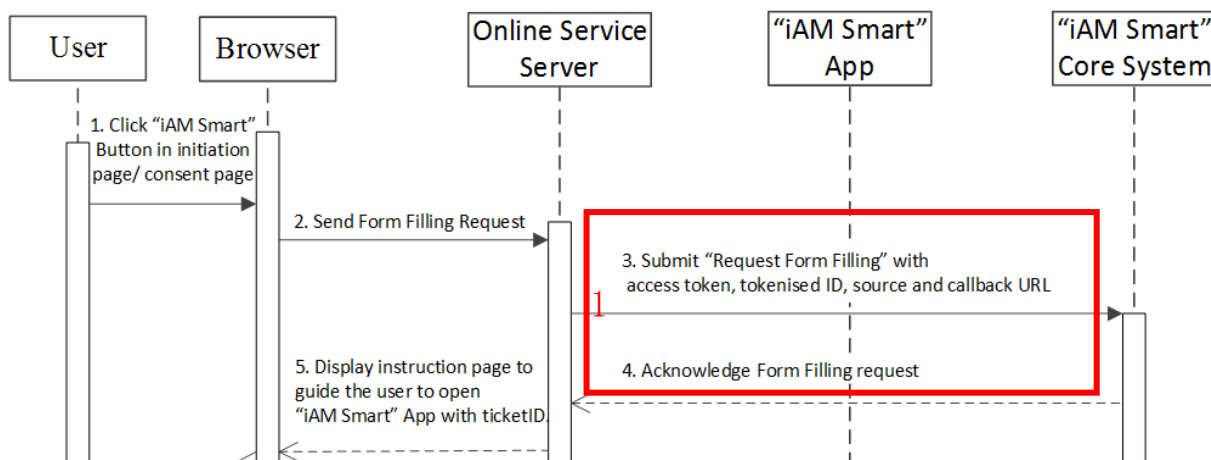 User
Browser
Online Service
Server
“iAM Smart”
App
“iAM Smart”
Core System
1. Click “iAM Smart”
Button in initiation
page/ consent page
2. Send Form Filling Request
3. Submit “Request Form Filling” with
access token, tokenised ID, source and callback URL
1
4. Acknowledge Form Filling request
5. Display instruction page to
guide the user to open
“iAM Smart” App with ticketID.